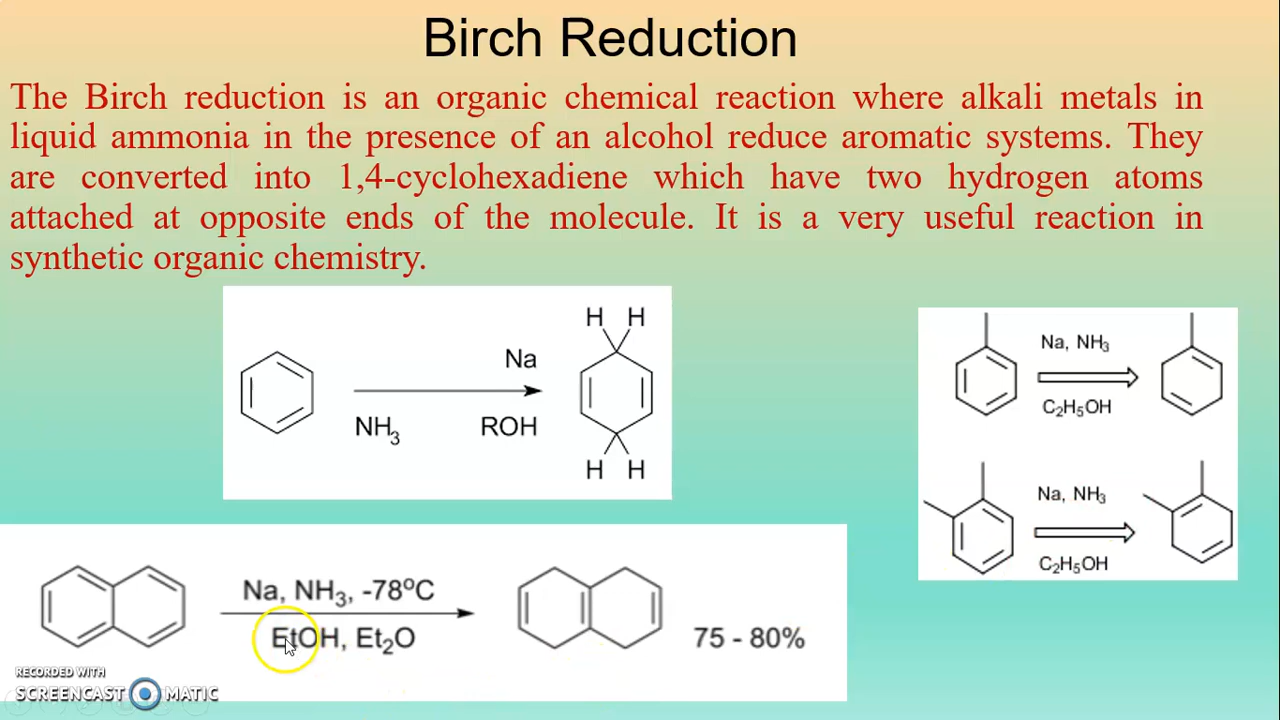 Birch Reduction
The Birch reduction is an organic chemical reaction where alkali metals in
liquid ammonia in the presence of an alcohol reduce aromatic systems. They
are converted into 1,4-cyclohexadiene which have two hydrogen atoms
attached at opposite ends of the molecule. It is a very useful reaction in
synthetic organic chemistry.
H H
Na
NH₃ ROH
H H
Na, NH₃
C₂H₅OH
Na, NH₃
C₂H₅OH
Na, NH₃, -78°C
EtOH, Et₂O
75 - 80%
RECORDED WITH
SCREENCAST MATIC